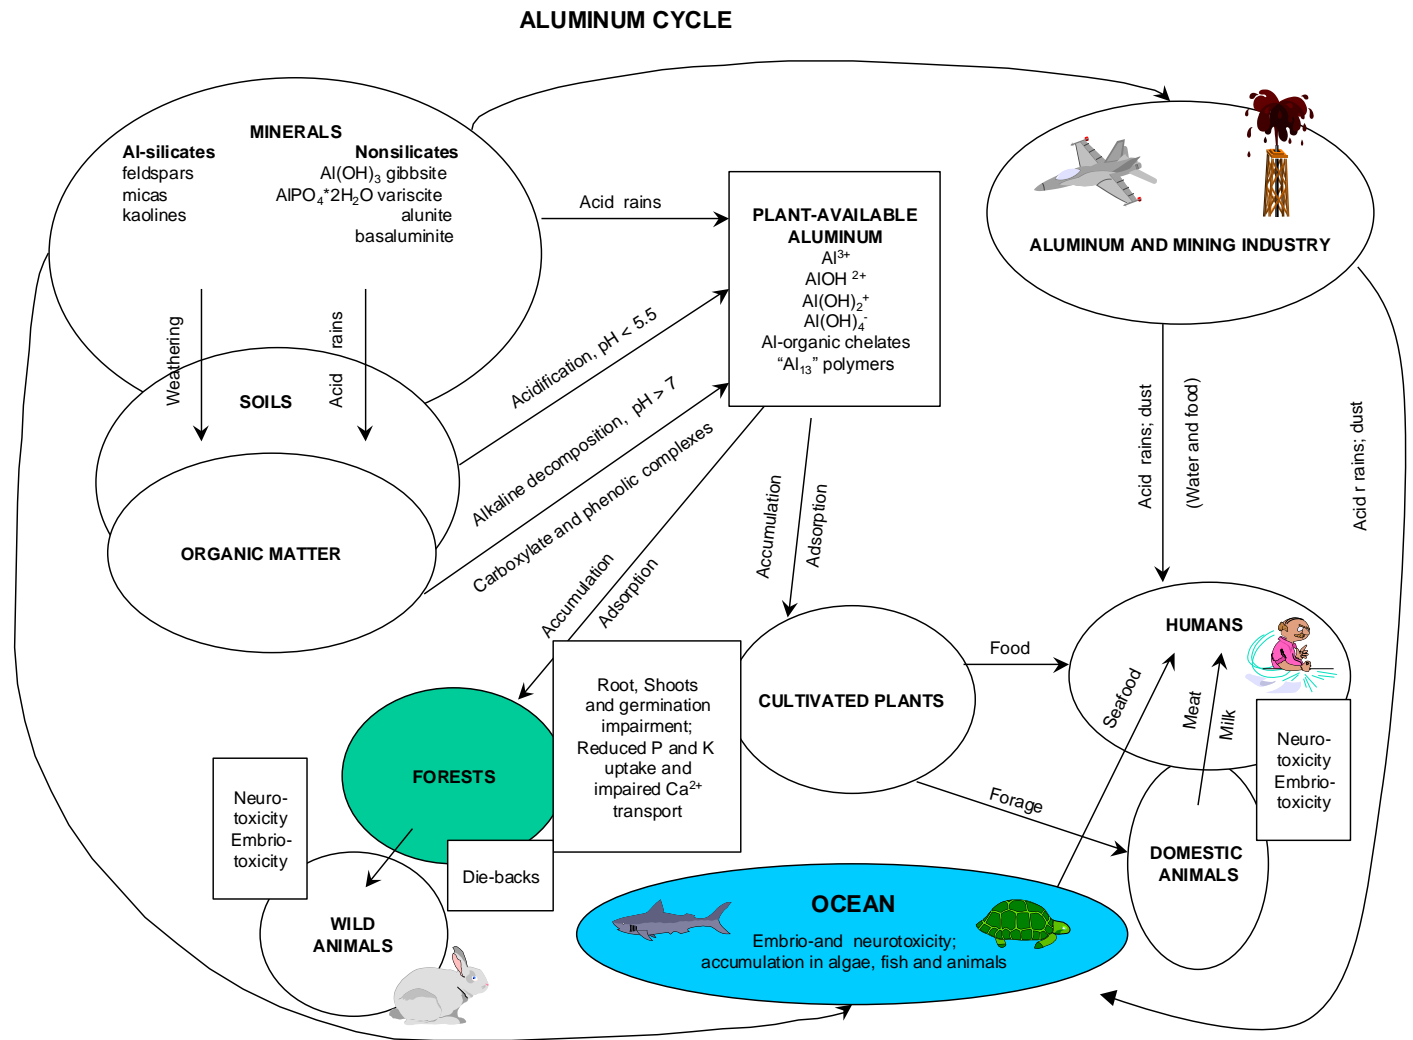 ALUMINUM CYCLE
MINERALS
Al-silicates
feldspars
micas
kaolines
Nonsilicates
Al(OH)₃ gibbsite
AlPO₄*2H₂O variscite
alunite
basaluminite
Weathering
Acid rains
SOILS
ORGANIC MATTER
Acid rains
Acidification, pH < 5.5
Alkaline decomposition, pH > 7
Carboxylate and phenolic complexes
PLANT-AVAILABLE
ALUMINUM
Al³⁺
AlOH ²⁺
Al(OH)₂⁺
Al(OH)₄⁻
Al-organic chelates
“Al₁₃” polymers
ALUMINUM AND MINING INDUSTRY
Acid rains; dust
(Water and food)
Acid r rains; dust
Accumulation
Adsorption
Accumulation
Adsorption
Root, Shoots
and germination
impairment;
Reduced P and K
uptake and
impaired Ca²⁺
transport
CULTIVATED PLANTS
Food
Forage
HUMANS
Seafood
Meat
Milk
Neuro-
toxicity
Embrio-
toxicity
DOMESTIC
ANIMALS
FORESTS
Die-backs
Neuro-
toxicity
Embrio-
toxicity
WILD
ANIMALS
OCEAN
Embrio-and neurotoxicity;
accumulation in algae, fish and animals